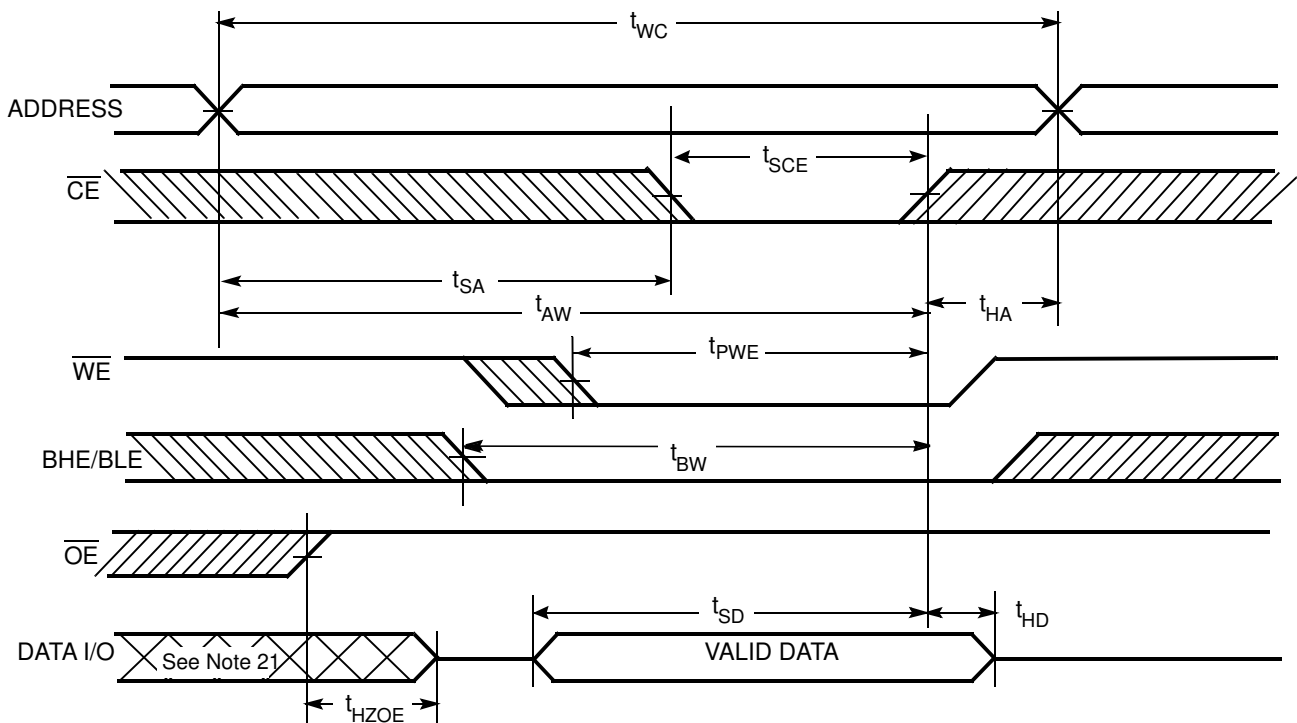 tWC
ADDRESS
tSCE
CE
tSA
tAW
tHA
tPWE
WE
BHE/BLE
tBW
OE
tSD
tHD
DATA I/O
See Note 21
VALID DATA
tHZOE